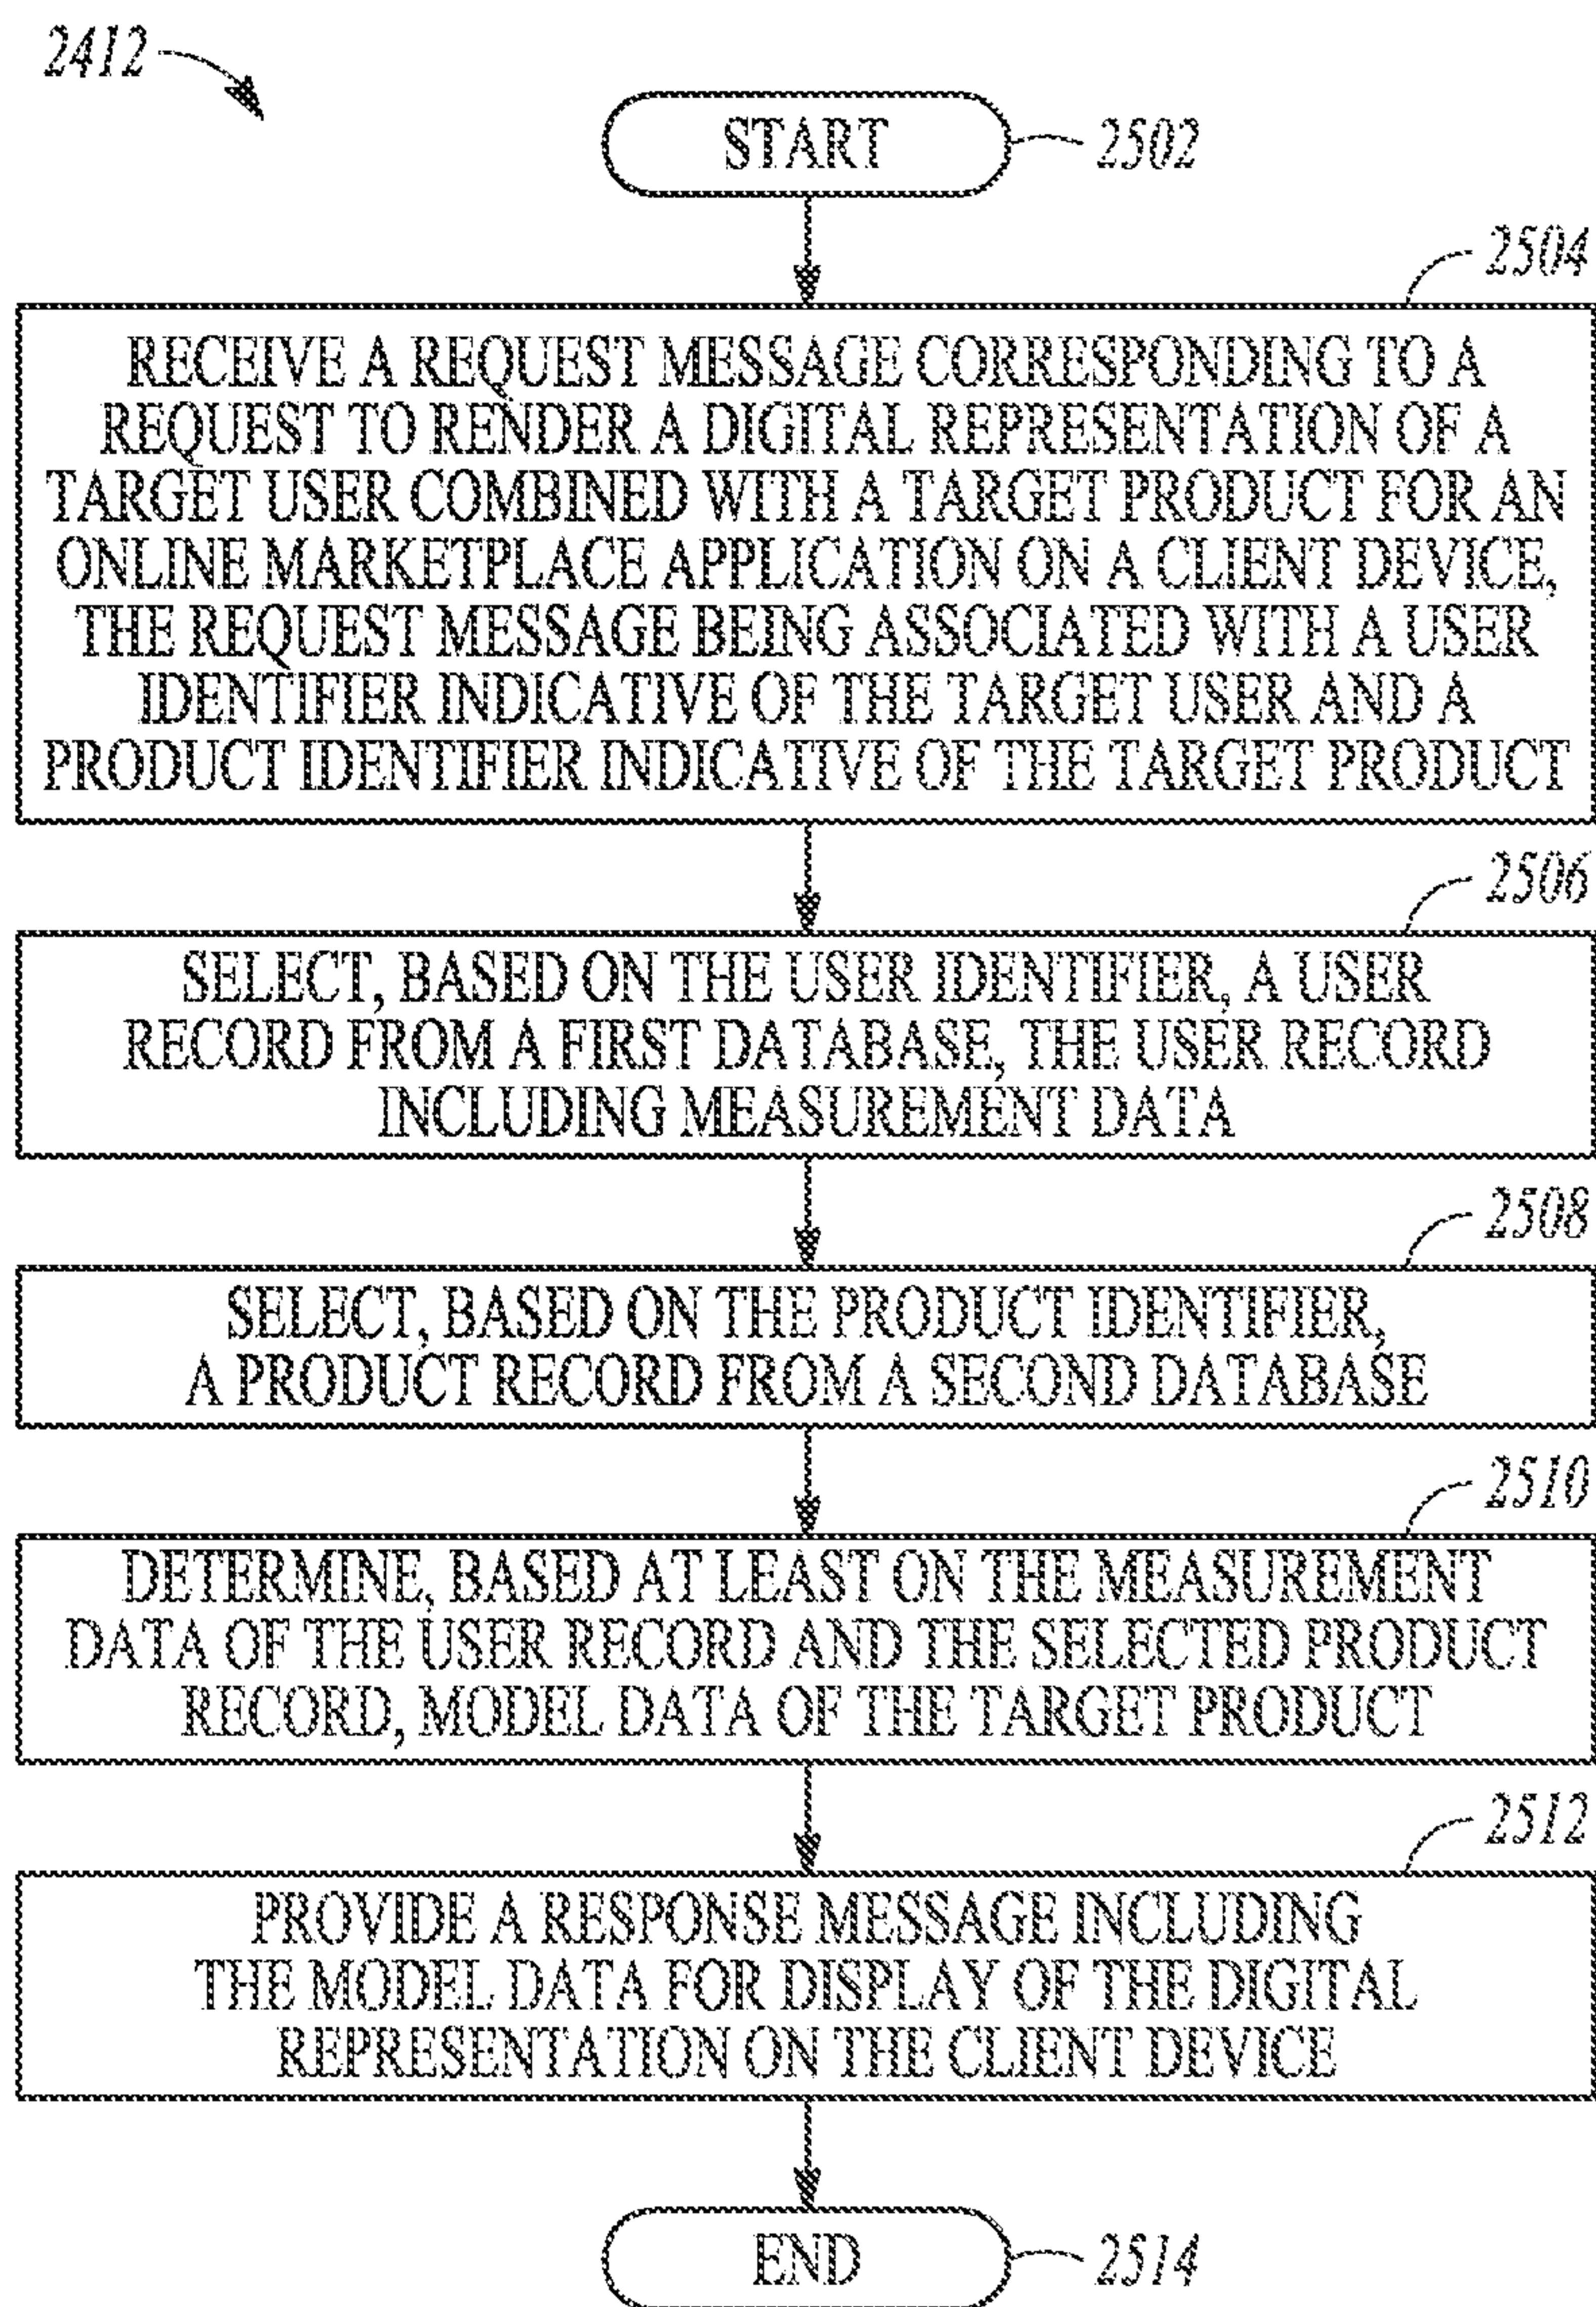 2412
START
2502
2504
RECEIVE A REQUEST MESSAGE CORRESPONDING TO A
REQUEST TO RENDER A DIGITAL REPRESENTATION OF A
TARGET USER COMBINED WITH A TARGET PRODUCT FOR AN
ONLINE MARKETPLACE APPLICATION ON A CLIENT DEVICE,
THE REQUEST MESSAGE BEING ASSOCIATED WITH A USER
IDENTIFIER INDICATIVE OF THE TARGET USER AND A
PRODUCT IDENTIFIER INDICATIVE OF THE TARGET PRODUCT
2506
SELECT, BASED ON THE USER IDENTIFIER, A USER
RECORD FROM A FIRST DATABASE, THE USER RECORD
INCLUDING MEASUREMENT DATA
2508
SELECT, BASED ON THE PRODUCT IDENTIFIER,
A PRODUCT RECORD FROM A SECOND DATABASE
2510
DETERMINE, BASED AT LEAST ON THE MEASUREMENT
DATA OF THE USER RECORD AND THE SELECTED PRODUCT
RECORD, MODEL DATA OF THE TARGET PRODUCT
2512
PROVIDE A RESPONSE MESSAGE INCLUDING
THE MODEL DATA FOR DISPLAY OF THE DIGITAL
REPRESENTATION ON THE CLIENT DEVICE
END
2514